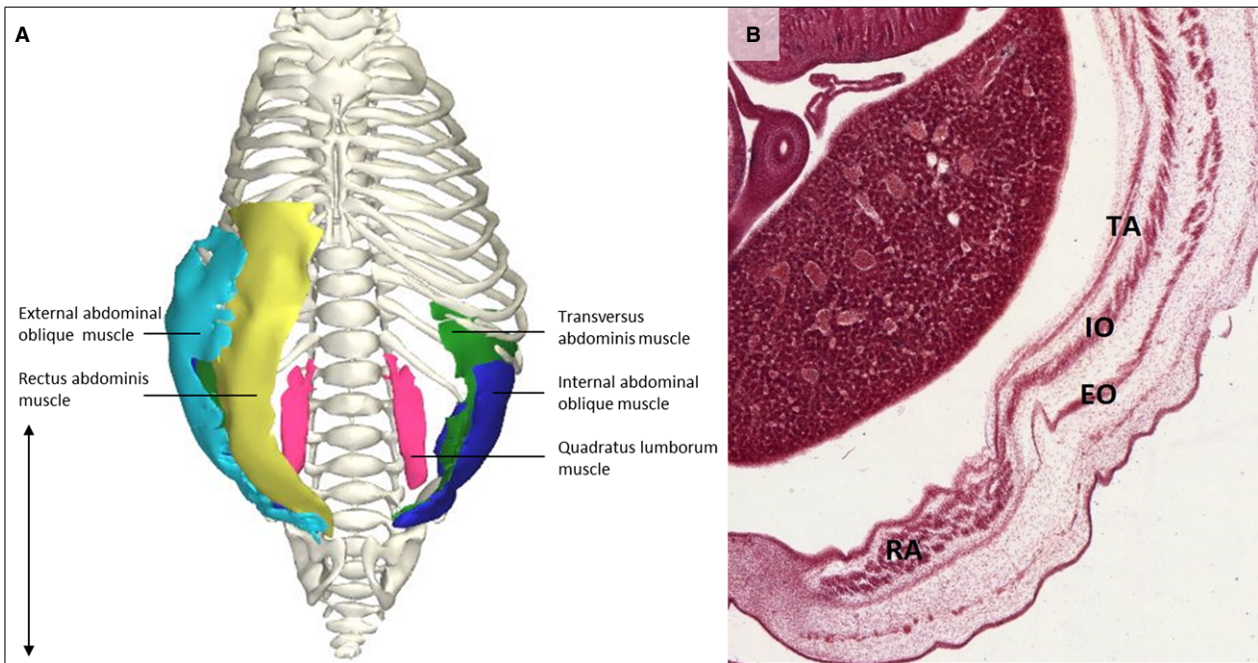 A
External abdominal
oblique muscle
Rectus abdominis
muscle
Transversus
abdominis muscle
Internal abdominal
oblique muscle
Quadratus lumborum
muscle
B
TA
IO
EO
RA